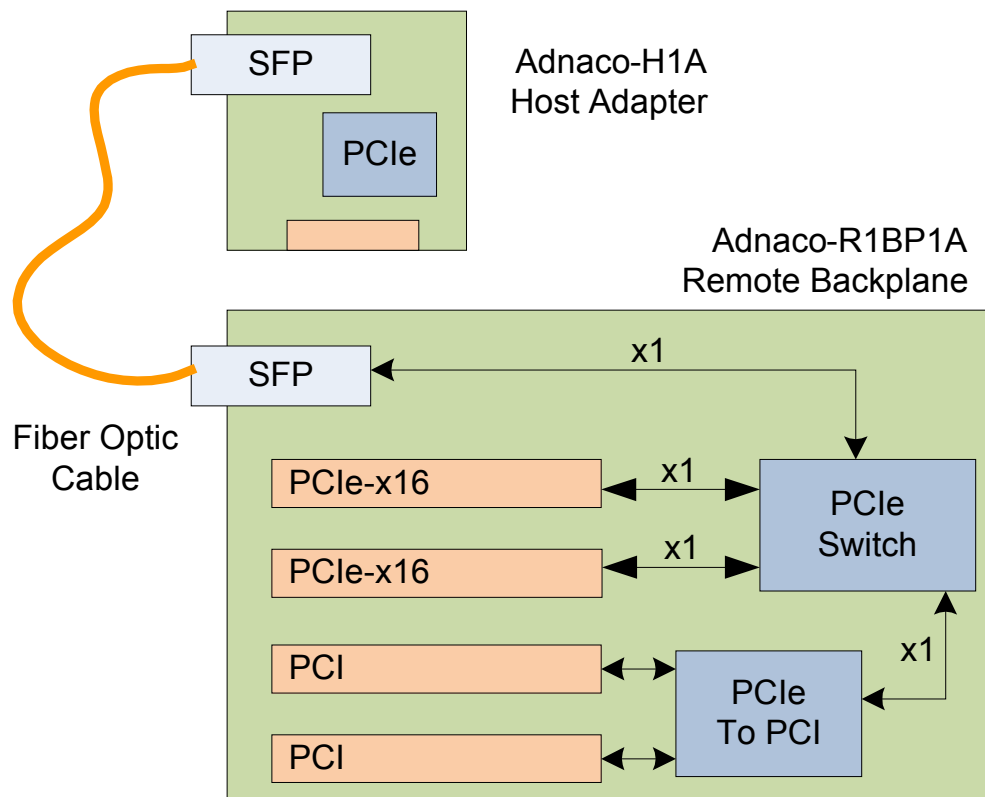 SFP
Adnaco-H1A
Host Adapter
PCIe
Adnaco-R1BP1A
Remote Backplane
SFP
x1
Fiber Optic
Cable
PCIe-x16
x1
PCIe
Switch
PCIe-x16
x1
PCI
x1
PCIe
To PCI
PCI